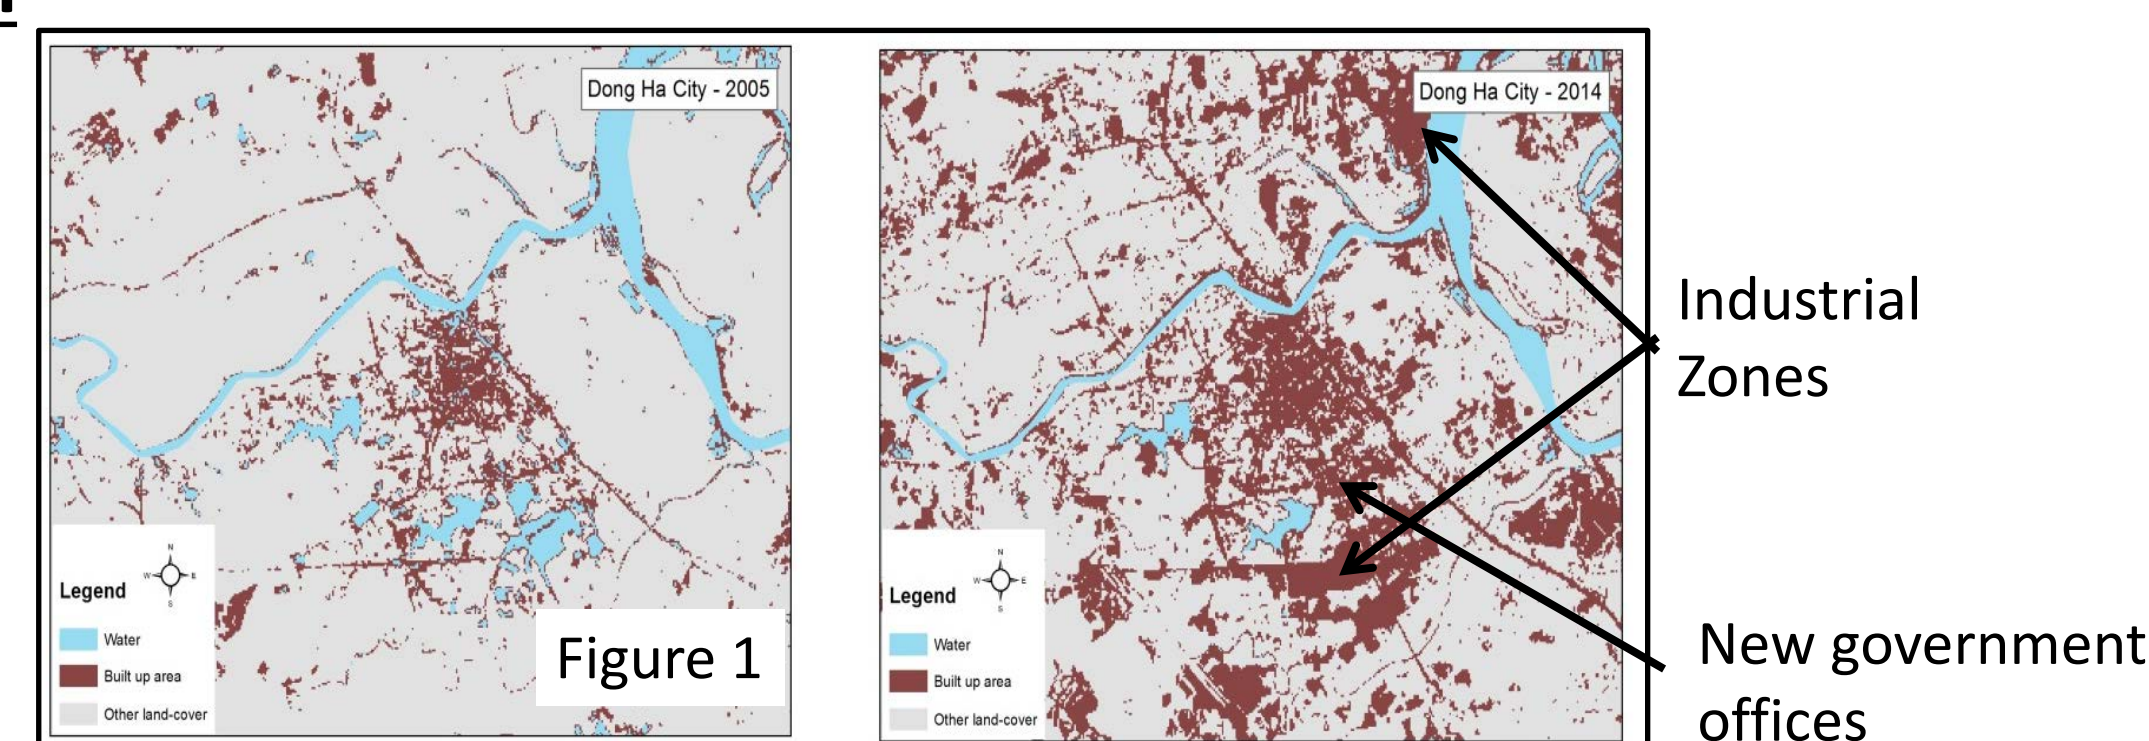 Dong Ha City - 2005
N
W
E
S
Legend
Water
Built up area
Other land-cover
Figure 1
Dong Ha City - 2014
N
W
E
S
Legend
Water
Built up area
Other land-cover
Industrial
Zones
New government
offices